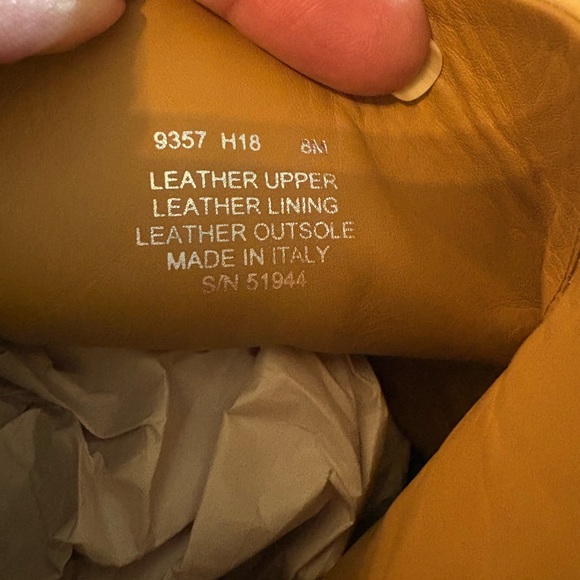 9357 H18 8M
LEATHER UPPER
LEATHER LINING
LEATHER OUTSOLE
MADE IN ITALY
S/N 51944